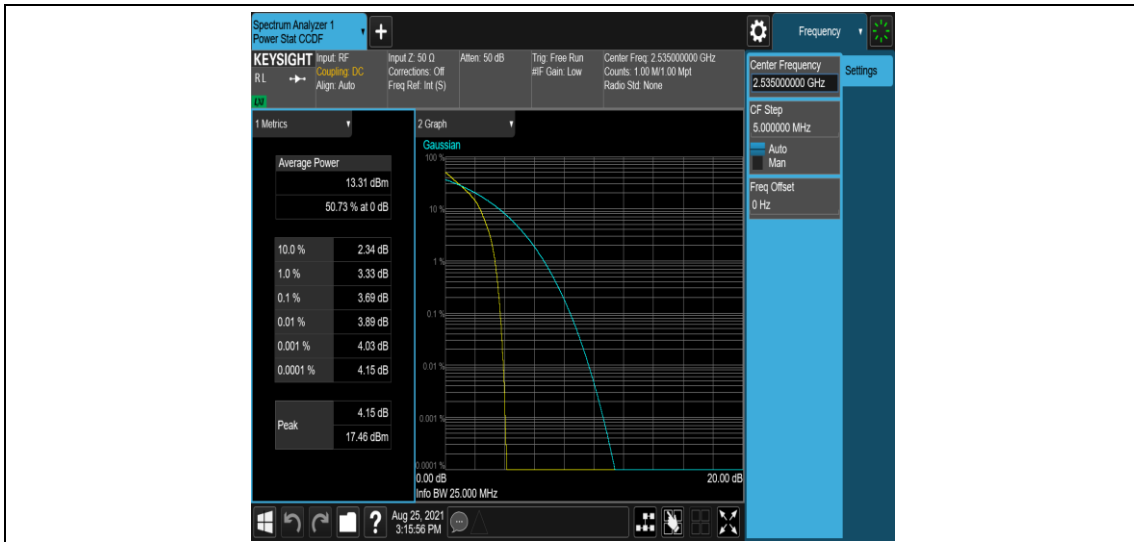 Spectrum Analyzer 1
Power Stat CCDF
Frequency
KEYSIGHT
Input: RF
Coupling: DC
Align: Auto
RL
LXI
Input Z: 50 Ω
Corrections: Off
Freq Ref: Int (S)
Atten: 50 dB
Trig: Free Run
#IF Gain: Low
Center Freq: 2.535000000 GHz
Counts: 1.00 M/1.00 Mpt
Radio Std: None
Center Frequency
2.535000000 GHz
Settings
CF Step
5.000000 MHz
Auto
Man
Freq Offset
0 Hz
1 Metrics
Average Power
13.31 dBm
50.73 % at 0 dB
10.0 % 2.34 dB
1.0 % 3.33 dB
0.1 % 3.69 dB
0.01 % 3.89 dB
0.001 % 4.03 dB
0.0001 % 4.15 dB
Peak
4.15 dB
17.46 dBm
2 Graph
Gaussian
100 %
10 %
1 %
0.1 %
0.01 %
0.001 %
0.0001 %
0.00 dB
20.00 dB
Info BW 25.000 MHz
?
Aug 25, 2021
3:15:56 PM